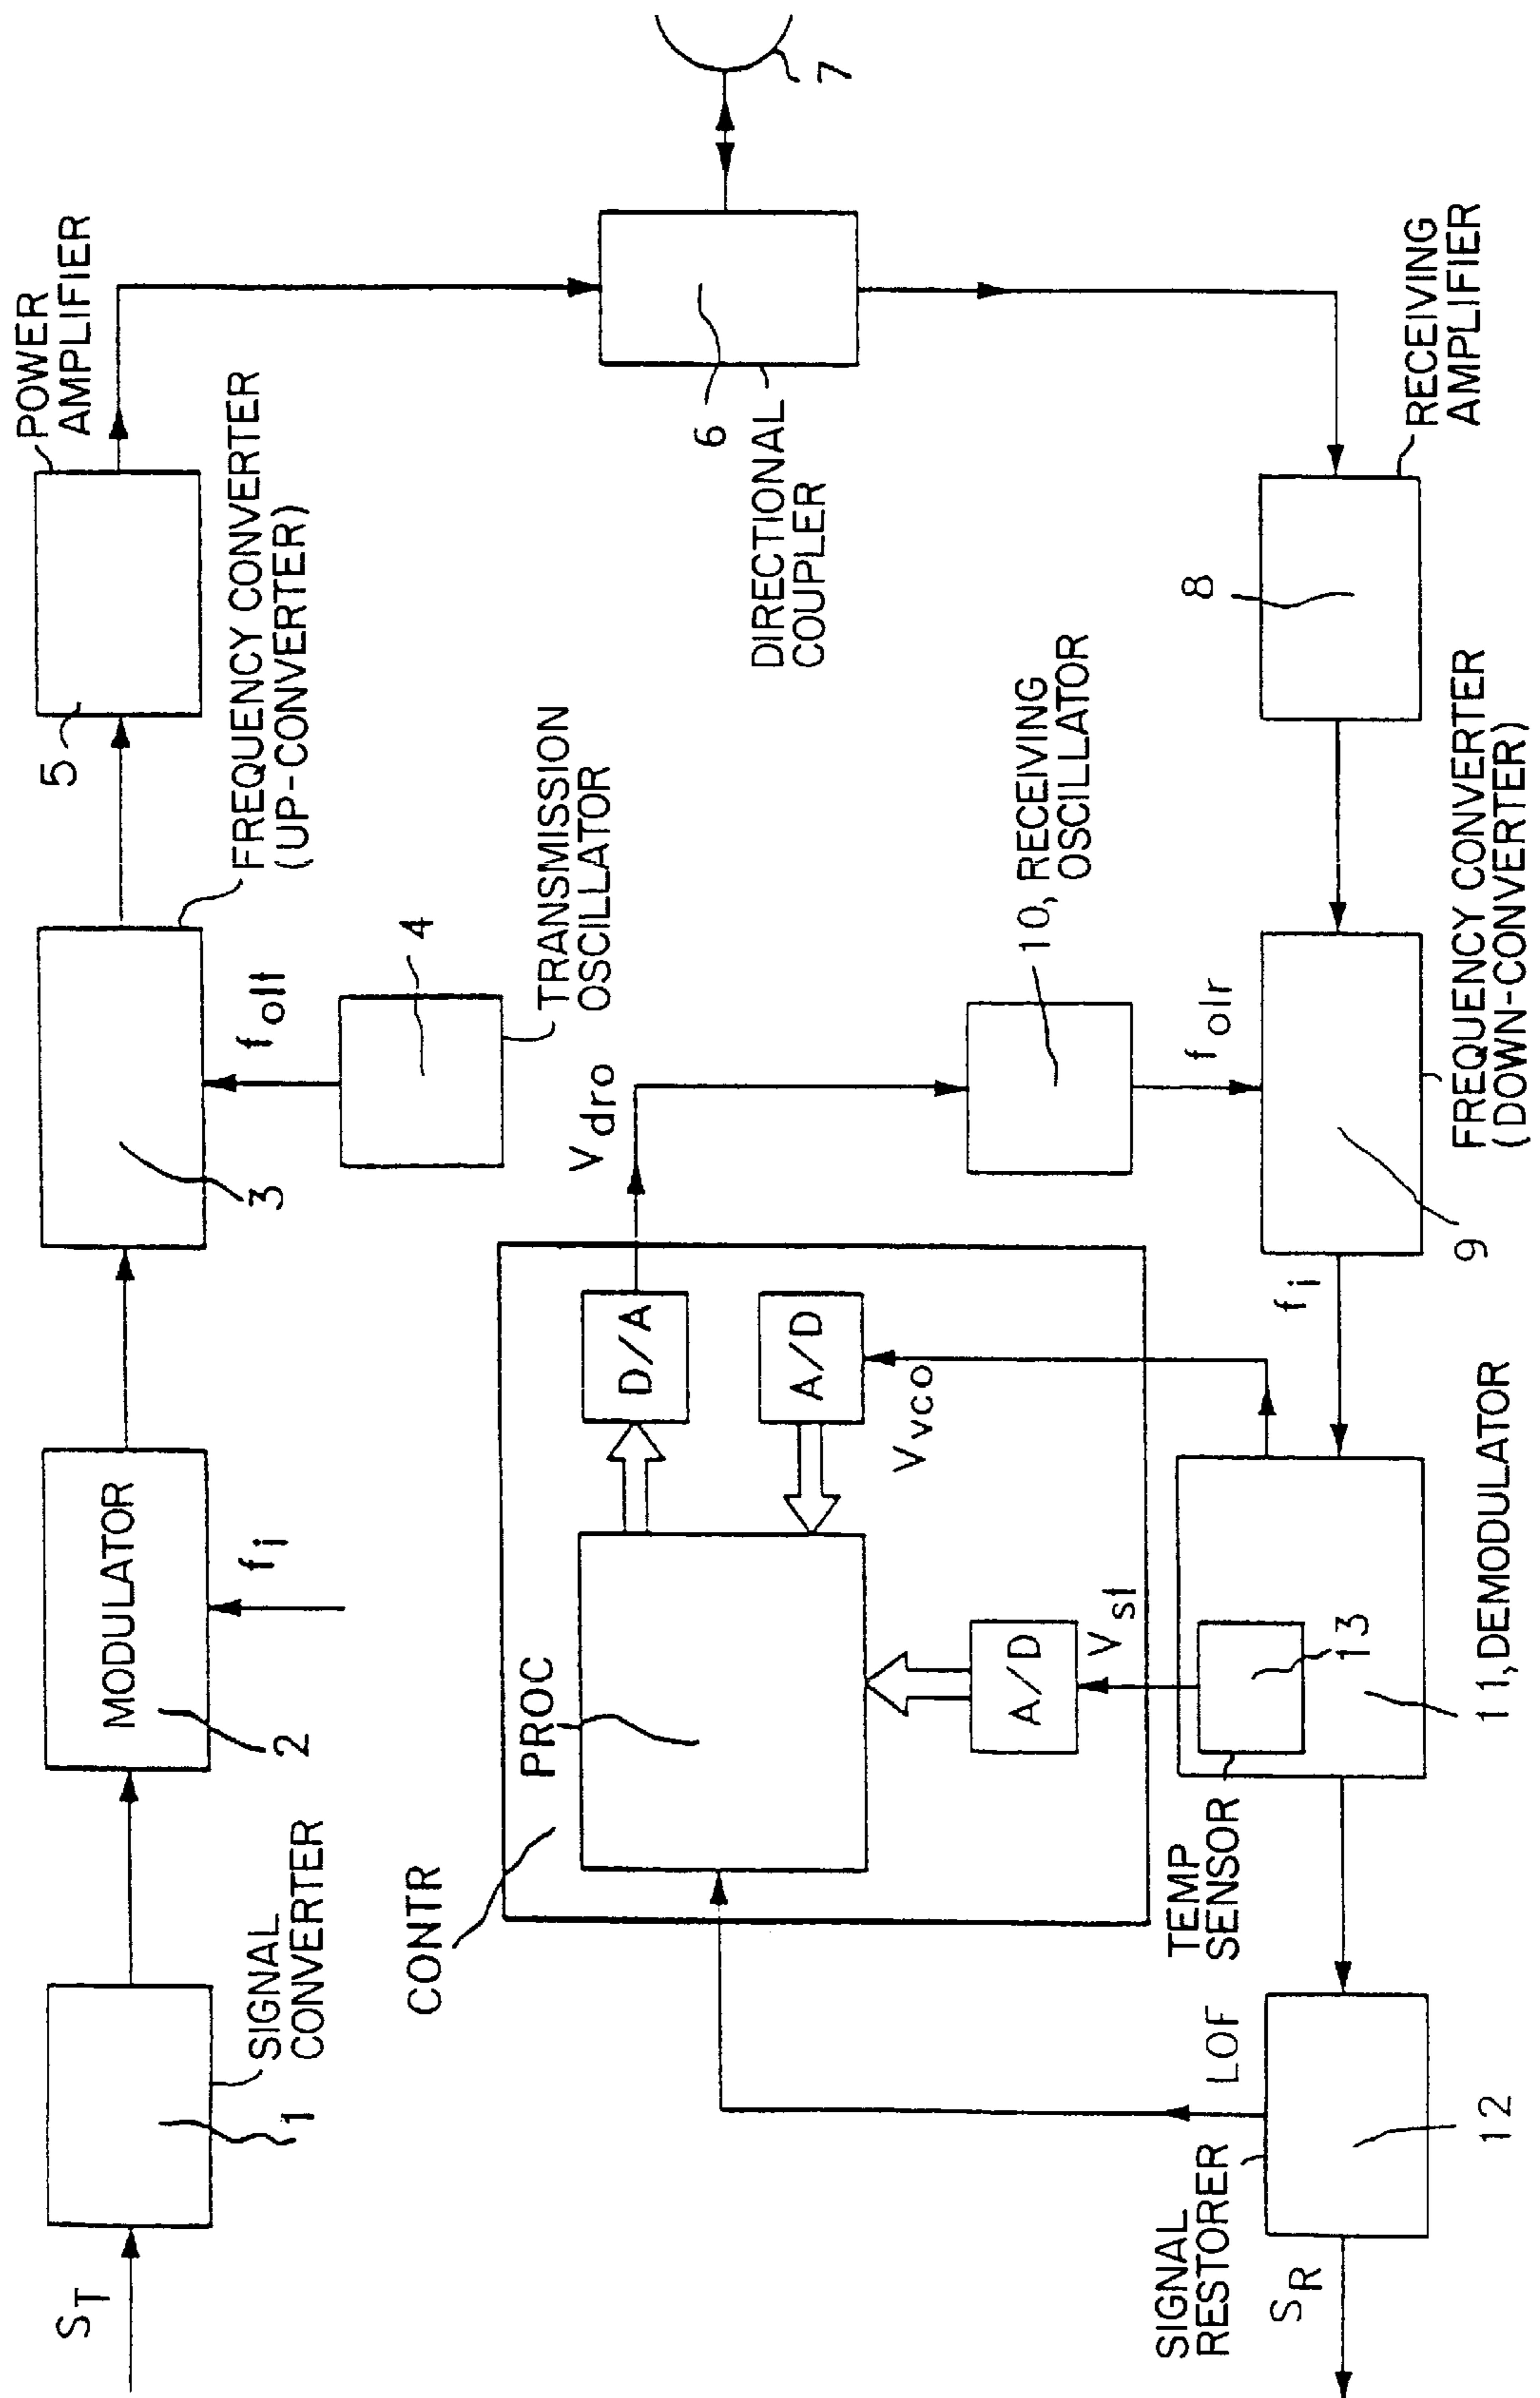 S_T
1
SIGNAL
CONVERTER
MODULATOR
2
f_i
3
FREQUENCY CONVERTER
(UP-CONVERTER)
f_olt
4
TRANSMISSION
OSCILLATOR
5
POWER
AMPLIFIER
6
DIRECTIONAL
COUPLER
7
CONTR
PROC
D/A
V_dro
A/D
V_vco
A/D
V_st
10, RECEIVING
OSCILLATOR
f_olr
8
RECEIVING
AMPLIFIER
9
FREQUENCY CONVERTER
(DOWN-CONVERTER)
f_i
11, DEMODULATOR
13
TEMP
SENSOR
LOF
12
SIGNAL
RESTORER
S_R